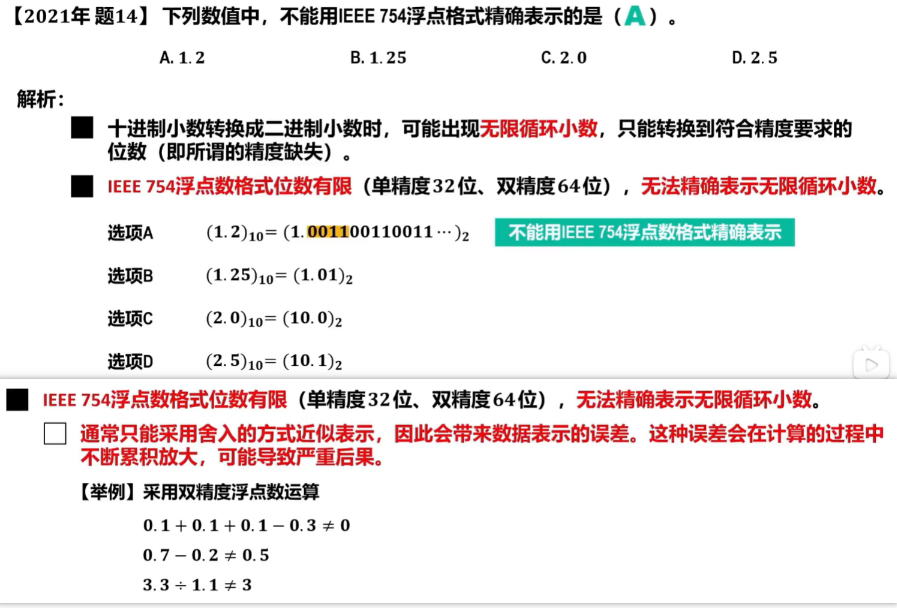 【2021年 题14】 下列数值中，不能用IEEE 754浮点格式精确表示的是（A）。
A. 1.2 B. 1.25 C. 2.0 D. 2.5
解析：
十进制小数转换成二进制小数时，可能出现无限循环小数，只能转换到符合精度要求的
位数（即所谓的精度缺失）。
IEEE 754浮点数格式位数有限（单精度32位、双精度64位），无法精确表示无限循环小数。
选项A (1.2)₁₀= (1.001100110011 ⋯)₂ 不能用IEEE 754浮点数格式精确表示
选项B (1.25)₁₀= (1.01)₂
选项C (2.0)₁₀= (10.0)₂
选项D (2.5)₁₀= (10.1)₂
IEEE 754浮点数格式位数有限（单精度32位、双精度64位），无法精确表示无限循环小数。
通常只能采用舍入的方式近似表示，因此会带来数据表示的误差。这种误差会在计算的过程中
不断累积放大，可能导致严重后果。
【举例】采用双精度浮点数运算
0.1 + 0.1 + 0.1 − 0.3 ≠ 0
0.7 − 0.2 ≠ 0.5
3.3 ÷ 1.1 ≠ 3